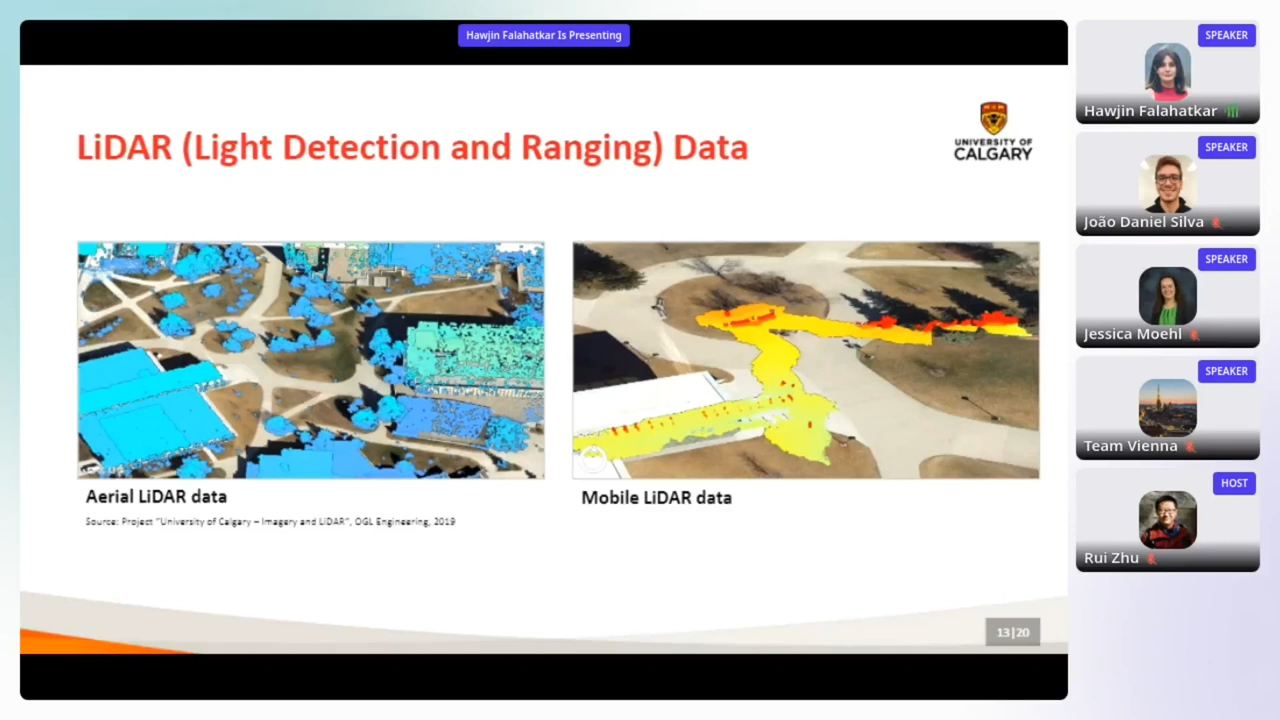 Hawjin Falahatkar Is Presenting
LiDAR (Light Detection and Ranging) Data
UNIVERSITY OF
CALGARY
Aerial LiDAR data
Source: Project "University of Calgary – Imagery and LiDAR", OGL Engineering, 2019
Mobile LiDAR data
13|20
SPEAKER
Hawjin Falahatkar
SPEAKER
João Daniel Silva
SPEAKER
Jessica Moehl
SPEAKER
Team Vienna
HOST
Rui Zhu